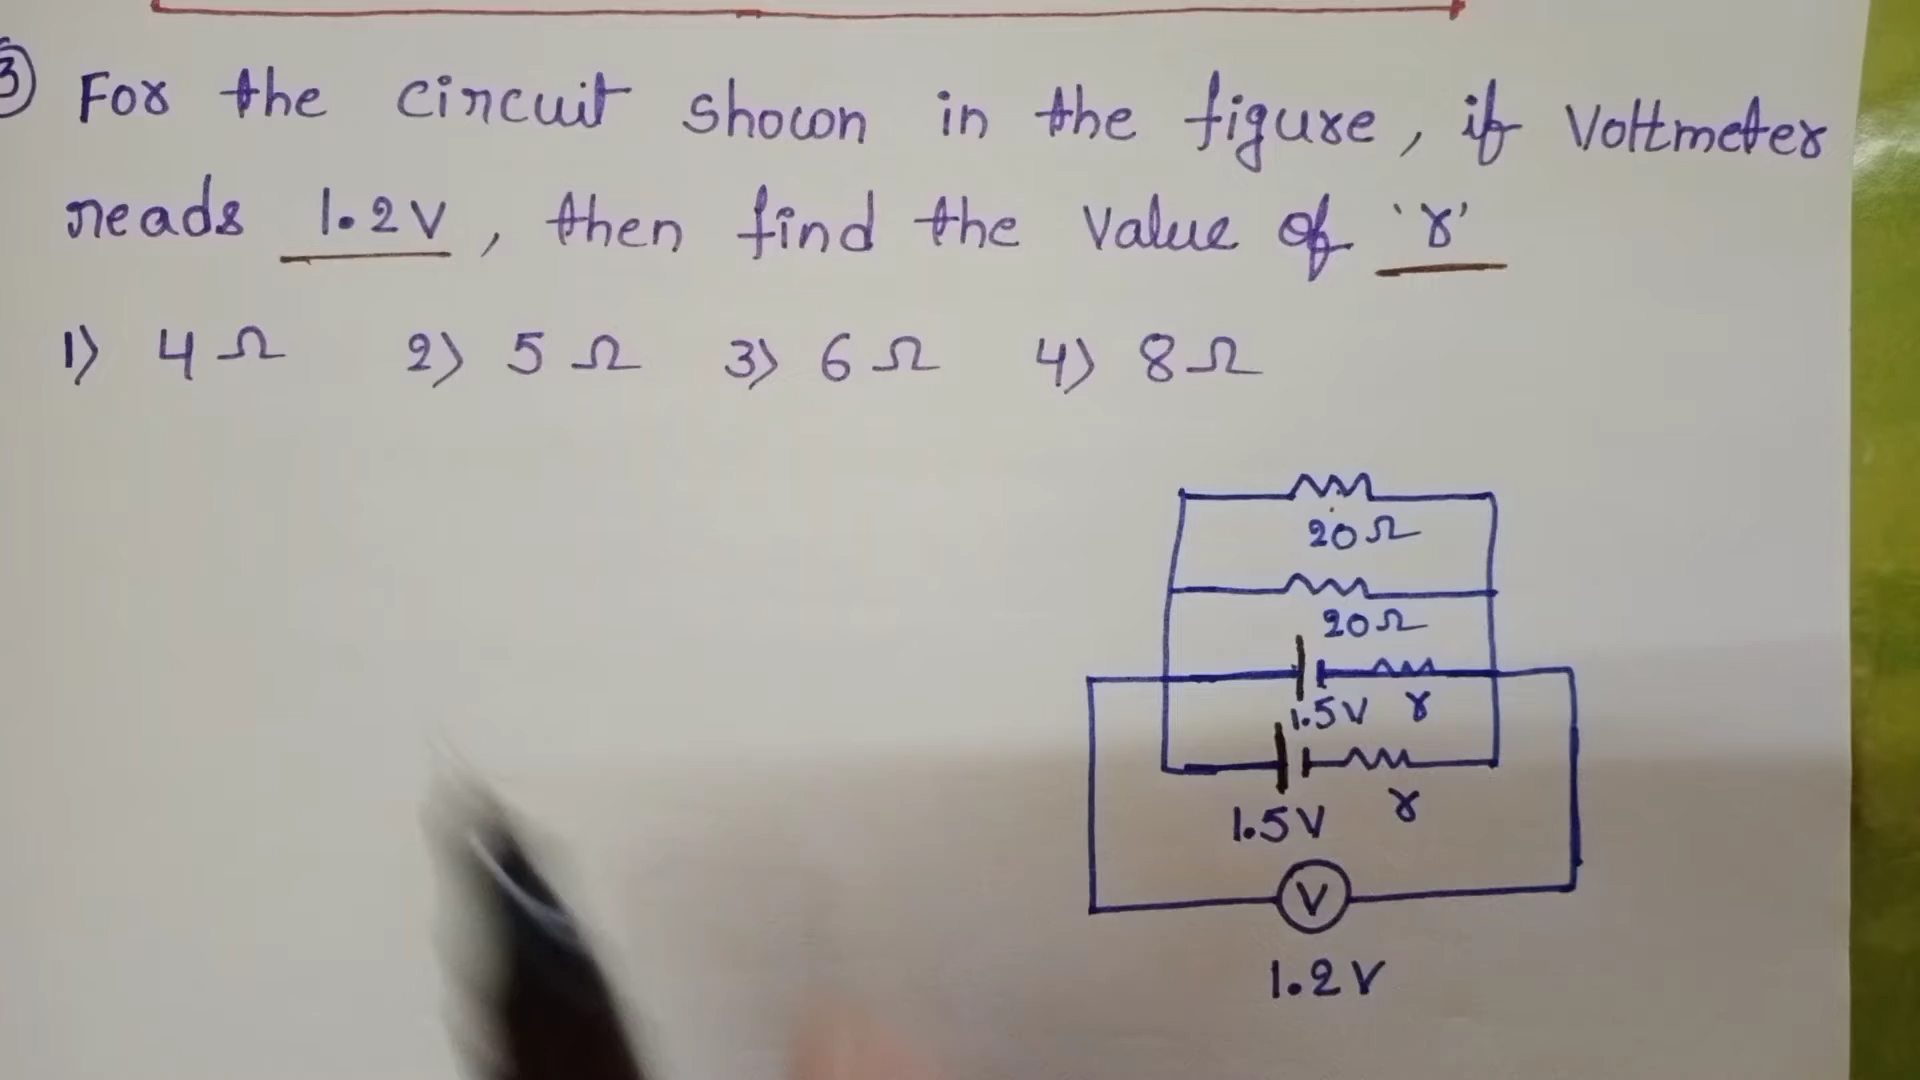 3 For the circuit shown in the figure, if Voltmeter
reads 1.2V, then find the value of 'r'
1) 4Ω 2) 5Ω 3) 6Ω 4) 8Ω
20Ω
20Ω
1.5V r
1.5V r
V
1.2V